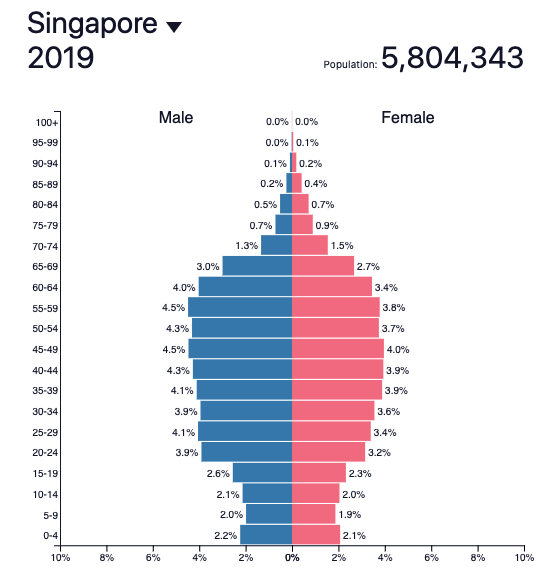 Singapore
2019
Population: 5,804,343
Male Female
100+ 0.0% 0.0%
95-99 0.0% 0.1%
90-94 0.1% 0.2%
85-89 0.2% 0.4%
80-84 0.5% 0.7%
75-79 0.7% 0.9%
70-74 1.3% 1.5%
65-69 3.0% 2.7%
60-64 4.0% 3.4%
55-59 4.5% 3.8%
50-54 4.3% 3.7%
45-49 4.5% 4.0%
40-44 4.3% 3.9%
35-39 4.1% 3.9%
30-34 3.9% 3.6%
25-29 4.1% 3.4%
20-24 3.9% 3.2%
15-19 2.6% 2.3%
10-14 2.1% 2.0%
5-9 2.0% 1.9%
0-4 2.2% 2.1%
10% 8% 6% 4% 2% 0% 2% 4% 6% 8% 10%